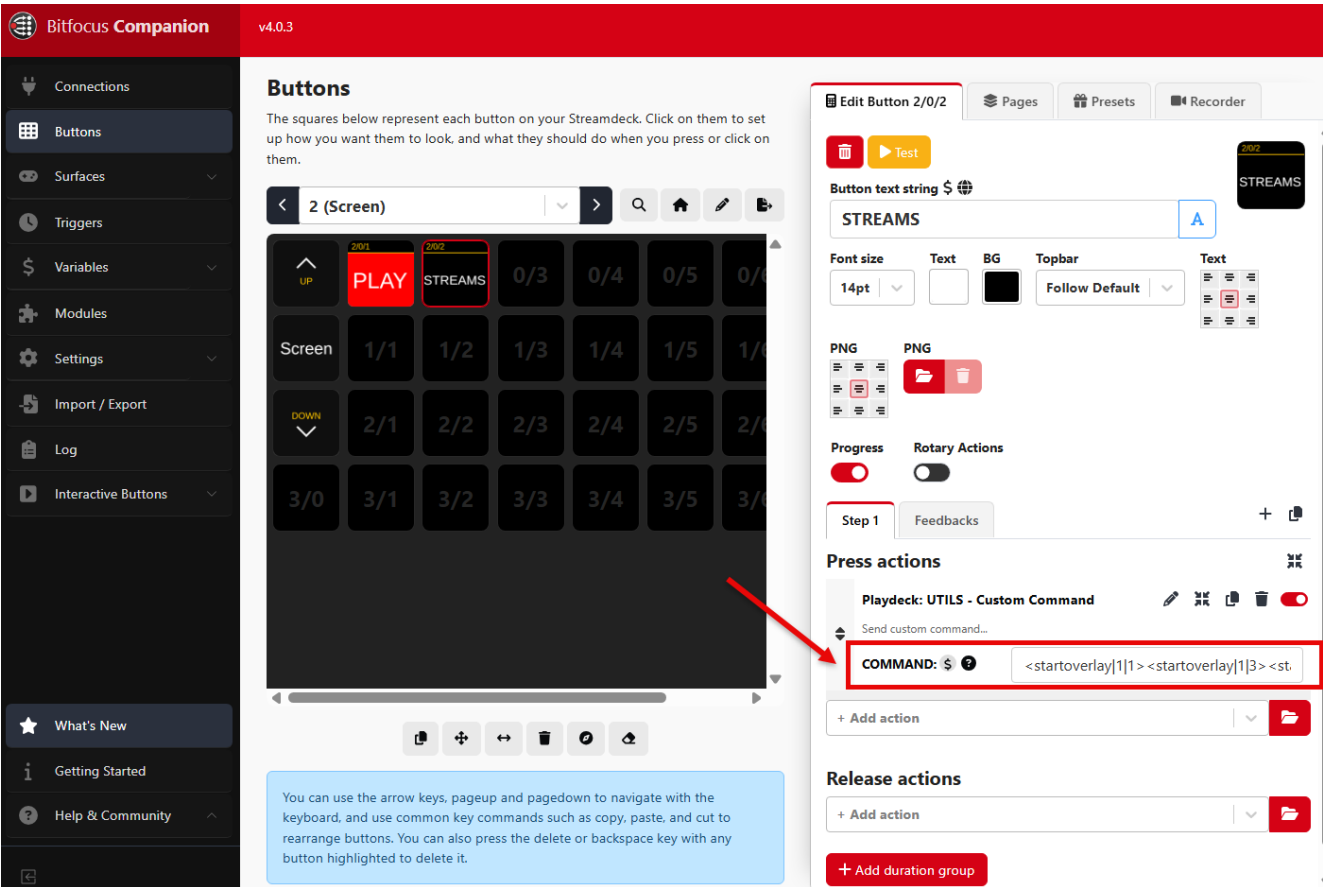 Bitfocus Companion
v4.0.3
Connections
Buttons
Surfaces
Triggers
Variables
Modules
Settings
Import / Export
Log
Interactive Buttons
What's New
Getting Started
Help & Community
Buttons
The squares below represent each button on your Streamdeck. Click on them to set
up how you want them to look, and what they should do when you press or click on
them.
2 (Screen)
UP
2/0/1
PLAY
2/0/2
STREAMS
0/3
0/4
0/5
Screen
1/1
1/2
1/3
1/4
1/5
DOWN
2/1
2/2
2/3
2/4
2/5
3/0
3/1
3/2
3/3
3/4
3/5
You can use the arrow keys, pageup and pagedown to navigate with the
keyboard, and use common key commands such as copy, paste, and cut to
rearrange buttons. You can also press the delete or backspace key with any
button highlighted to delete it.
Edit Button 2/0/2
Pages
Presets
Recorder
Test
2/0/2
STREAMS
Button text string $
STREAMS
A
Font size
Text
BG
Topbar
Text
14pt
Follow Default
PNG
PNG
Progress
Rotary Actions
Step 1
Feedbacks
Press actions
Playdeck: UTILS - Custom Command
Send custom command...
COMMAND: $
<startoverlay|1|1><startoverlay|1|3><st
+ Add action
Release actions
+ Add action
+ Add duration group